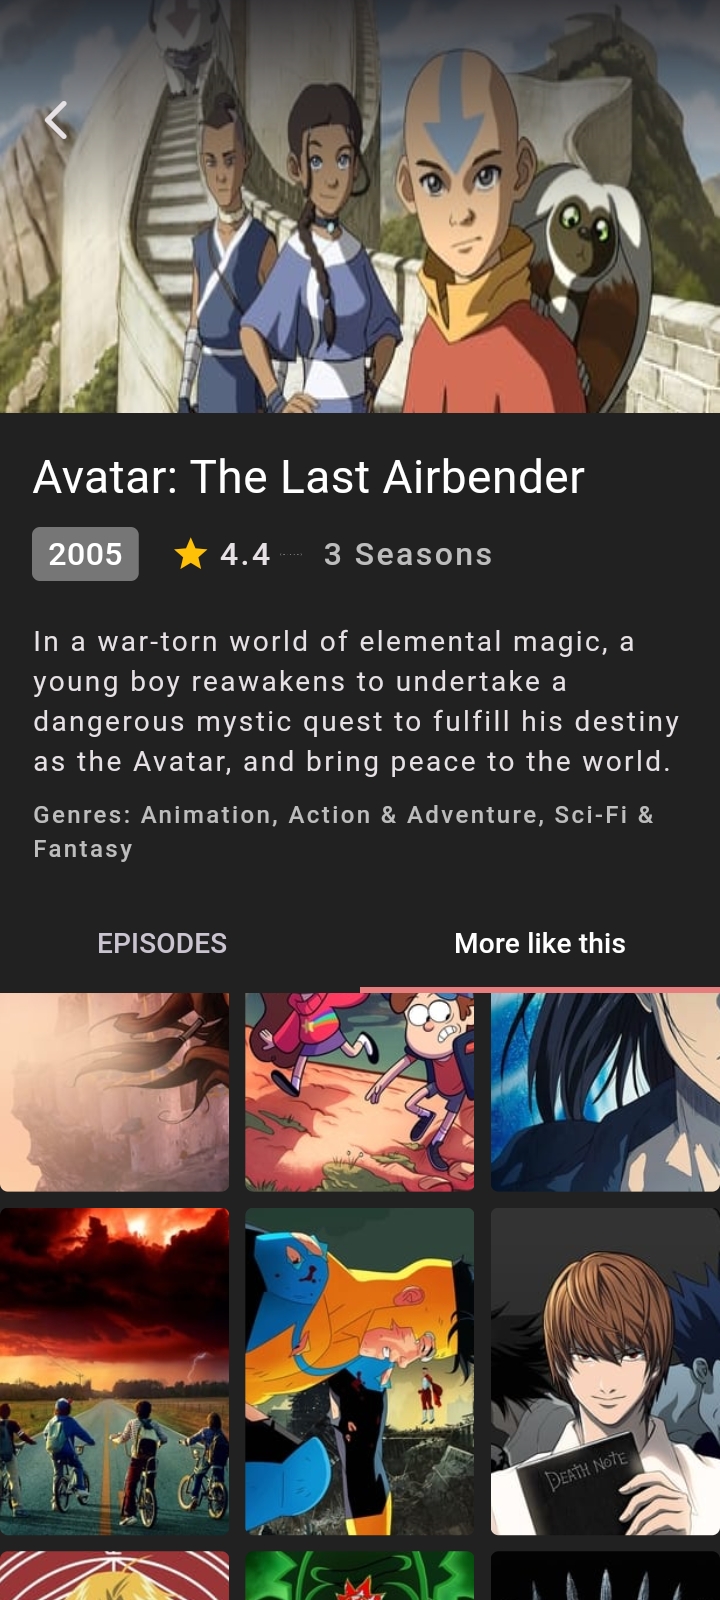 Avatar: The Last Airbender
2005 4.4 3 Seasons
In a war-torn world of elemental magic, a
young boy reawakens to undertake a
dangerous mystic quest to fulfill his destiny
as the Avatar, and bring peace to the world.
Genres: Animation, Action & Adventure, Sci-Fi &
Fantasy
EPISODES More like this
DEATH NOTE